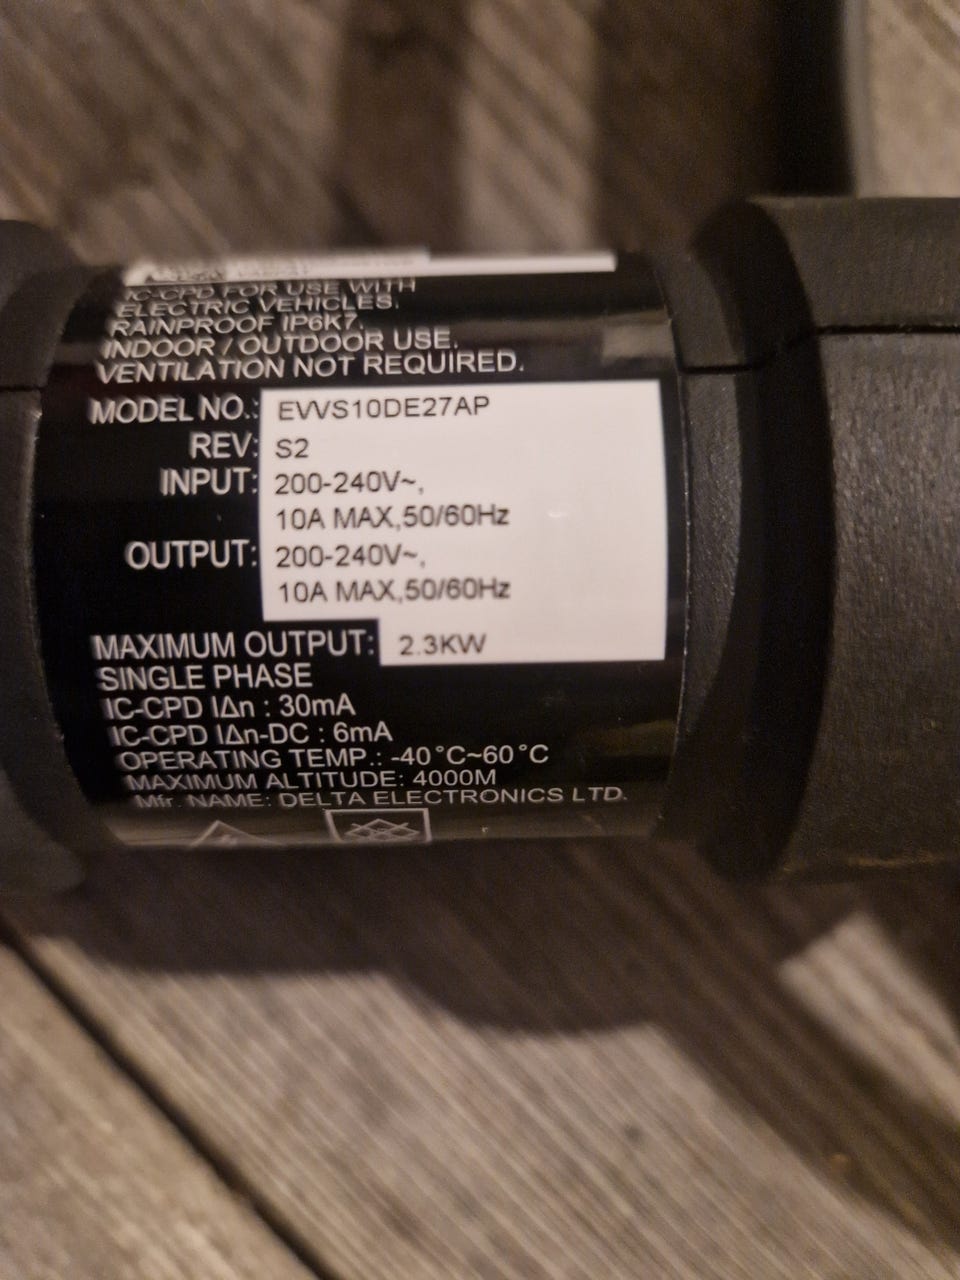 IC-CPD FOR USE WITH
ELECTRIC VEHICLES.
RAINPROOF IP6K7.
INDOOR / OUTDOOR USE.
VENTILATION NOT REQUIRED.
MODEL NO.: EVVS10DE27AP
REV: S2
INPUT: 200-240V~,
10A MAX,50/60Hz
OUTPUT: 200-240V~,
10A MAX,50/60Hz
MAXIMUM OUTPUT: 2.3KW
SINGLE PHASE
IC-CPD IΔn : 30mA
IC-CPD IΔn-DC : 6mA
OPERATING TEMP.: -40°C~60°C
MAXIMUM ALTITUDE: 4000M
Mfr. NAME: DELTA ELECTRONICS LTD.